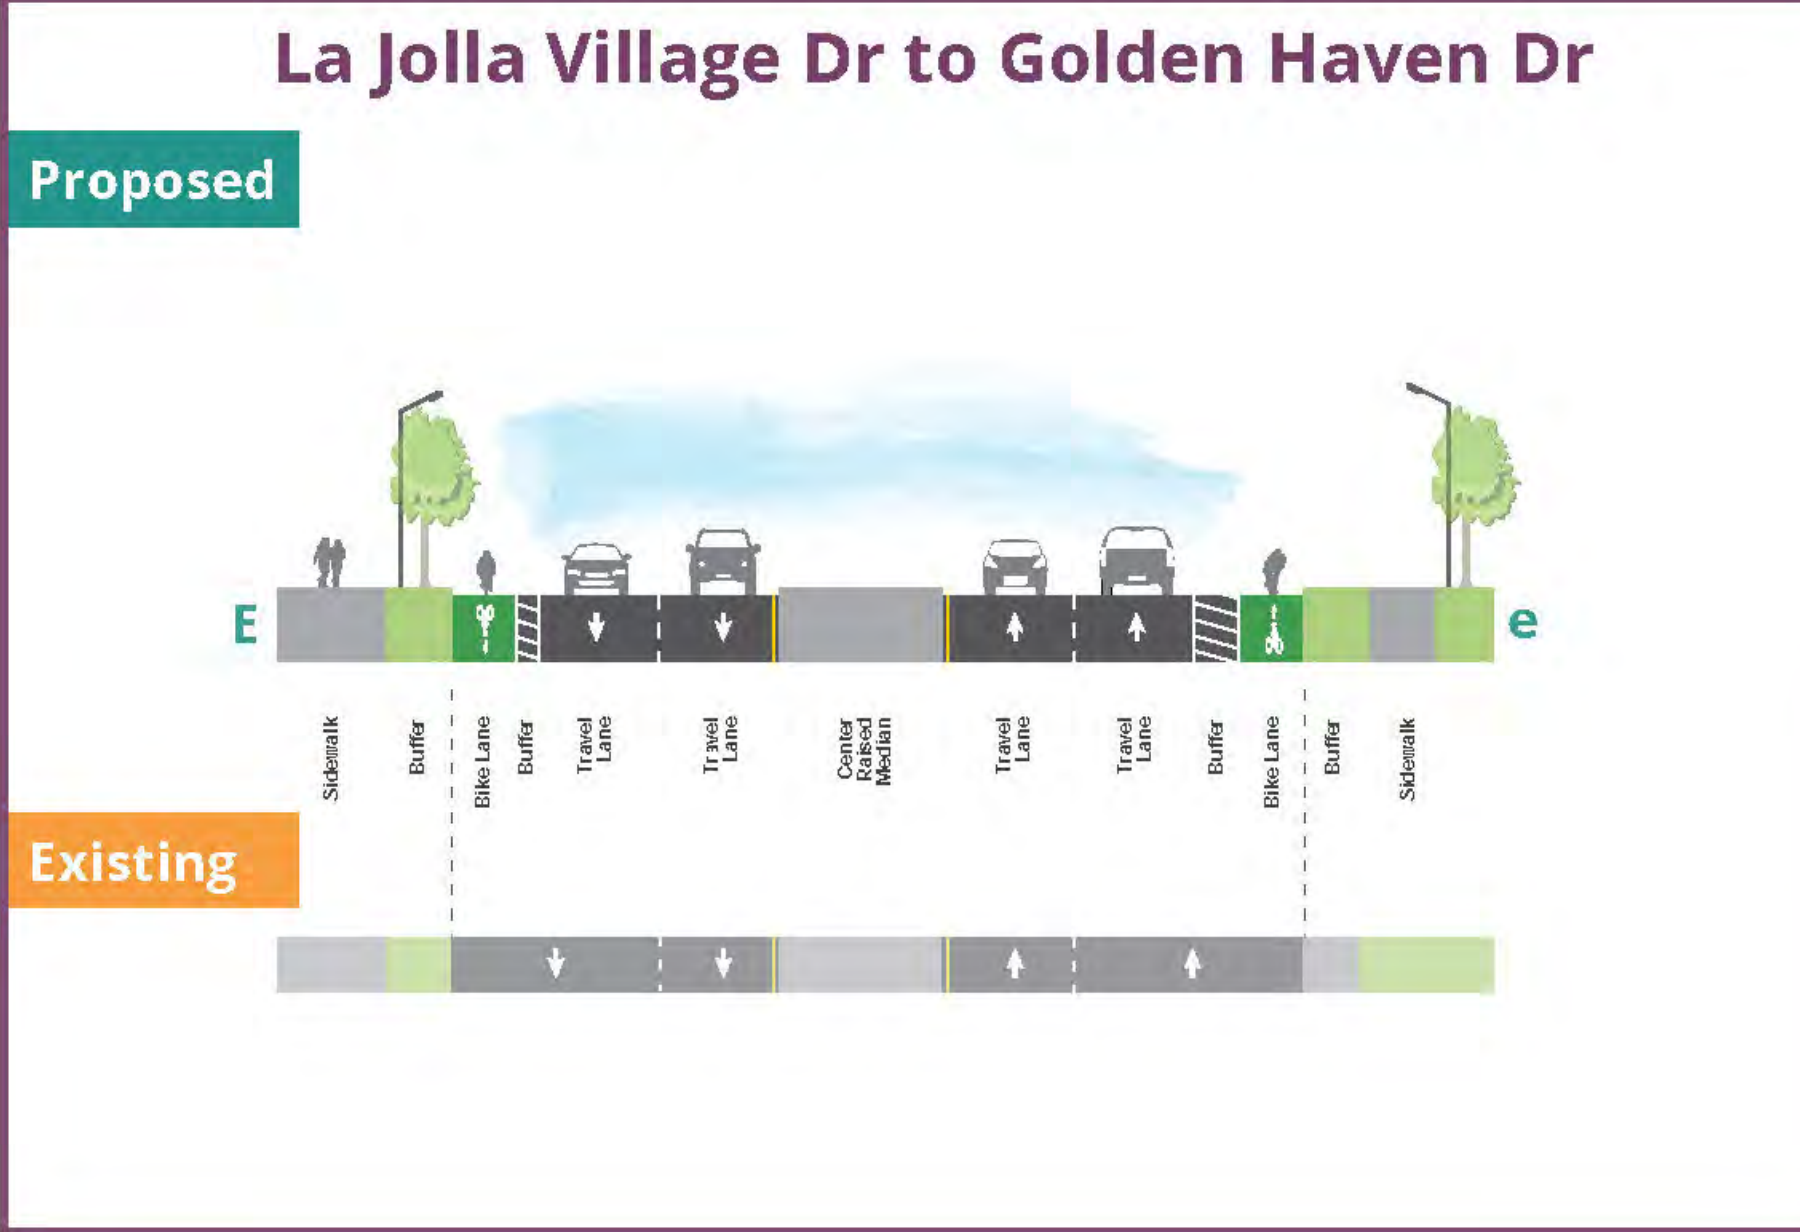 La Jolla Village Dr to Golden Haven Dr
Proposed
E
e
Sidewalk
Buffer
Bike Lane
Buffer
Travel
Lane
Travel
Lane
Center
Raised
Median
Travel
Lane
Travel
Lane
Buffer
Bike Lane
Buffer
Sidewalk
Existing